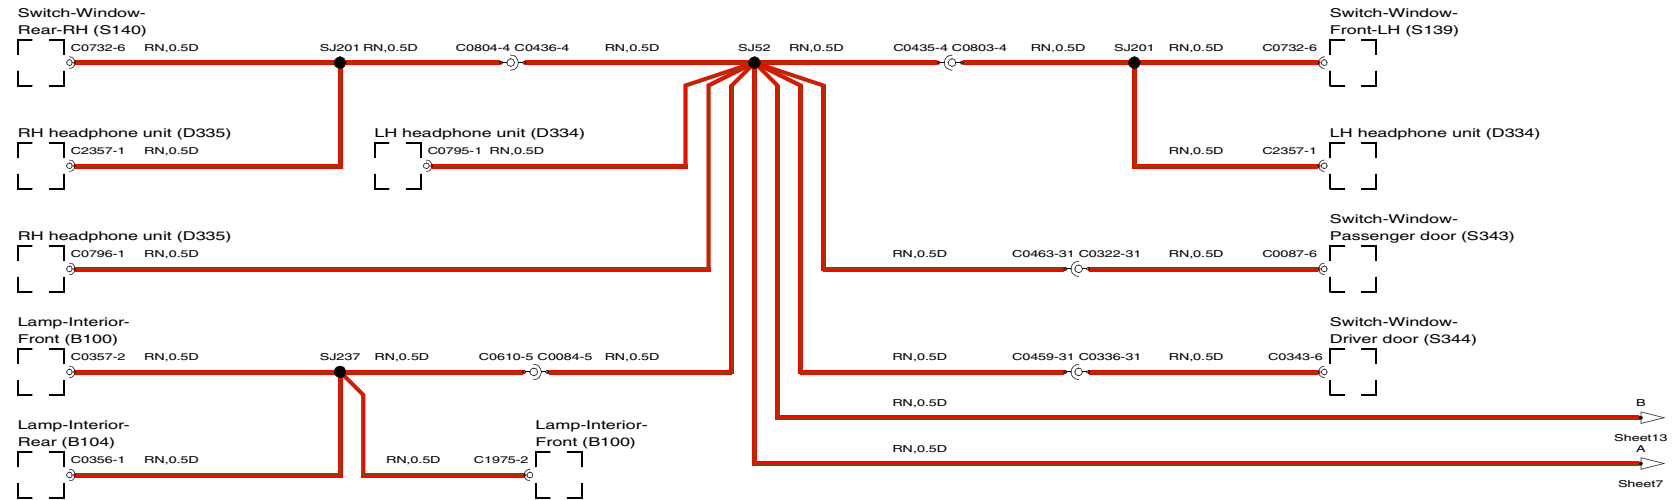 Switch-Window-
Rear-RH (S140)
Switch-Window-
Front-LH (S139)
C0732-6 RN,0.5D SJ201 RN,0.5D C0804-4 C0436-4 RN,0.5D SJ52 RN,0.5D C0435-4 C0803-4 RN,0.5D SJ201 RN,0.5D C0732-6
RH headphone unit (D335) LH headphone unit (D334) LH headphone unit (D334)
C2357-1 RN,0.5D C0795-1 RN,0.5D RN,0.5D C2357-1
Switch-Window-
RH headphone unit (D335) Passenger door (S343)
C0796-1 RN,0.5D RN,0.5D C0463-31 C0322-31 RN,0.5D C0087-6
Lamp-Interior-
Front (B100)
Switch-Window-
Driver door (S344)
C0357-2 RN,0.5D SJ237 RN,0.5D C0610-5 C0084-5 RN,0.5D RN,0.5D C0459-31 C0336-31 RN,0.5D C0343-6
RN,0.5D B
Sheet13
Lamp-Interior-
Rear (B104)
Lamp-Interior-
Front (B100)
C0356-1 RN,0.5D RN,0.5D C1975-2 RN,0.5D A
Sheet7